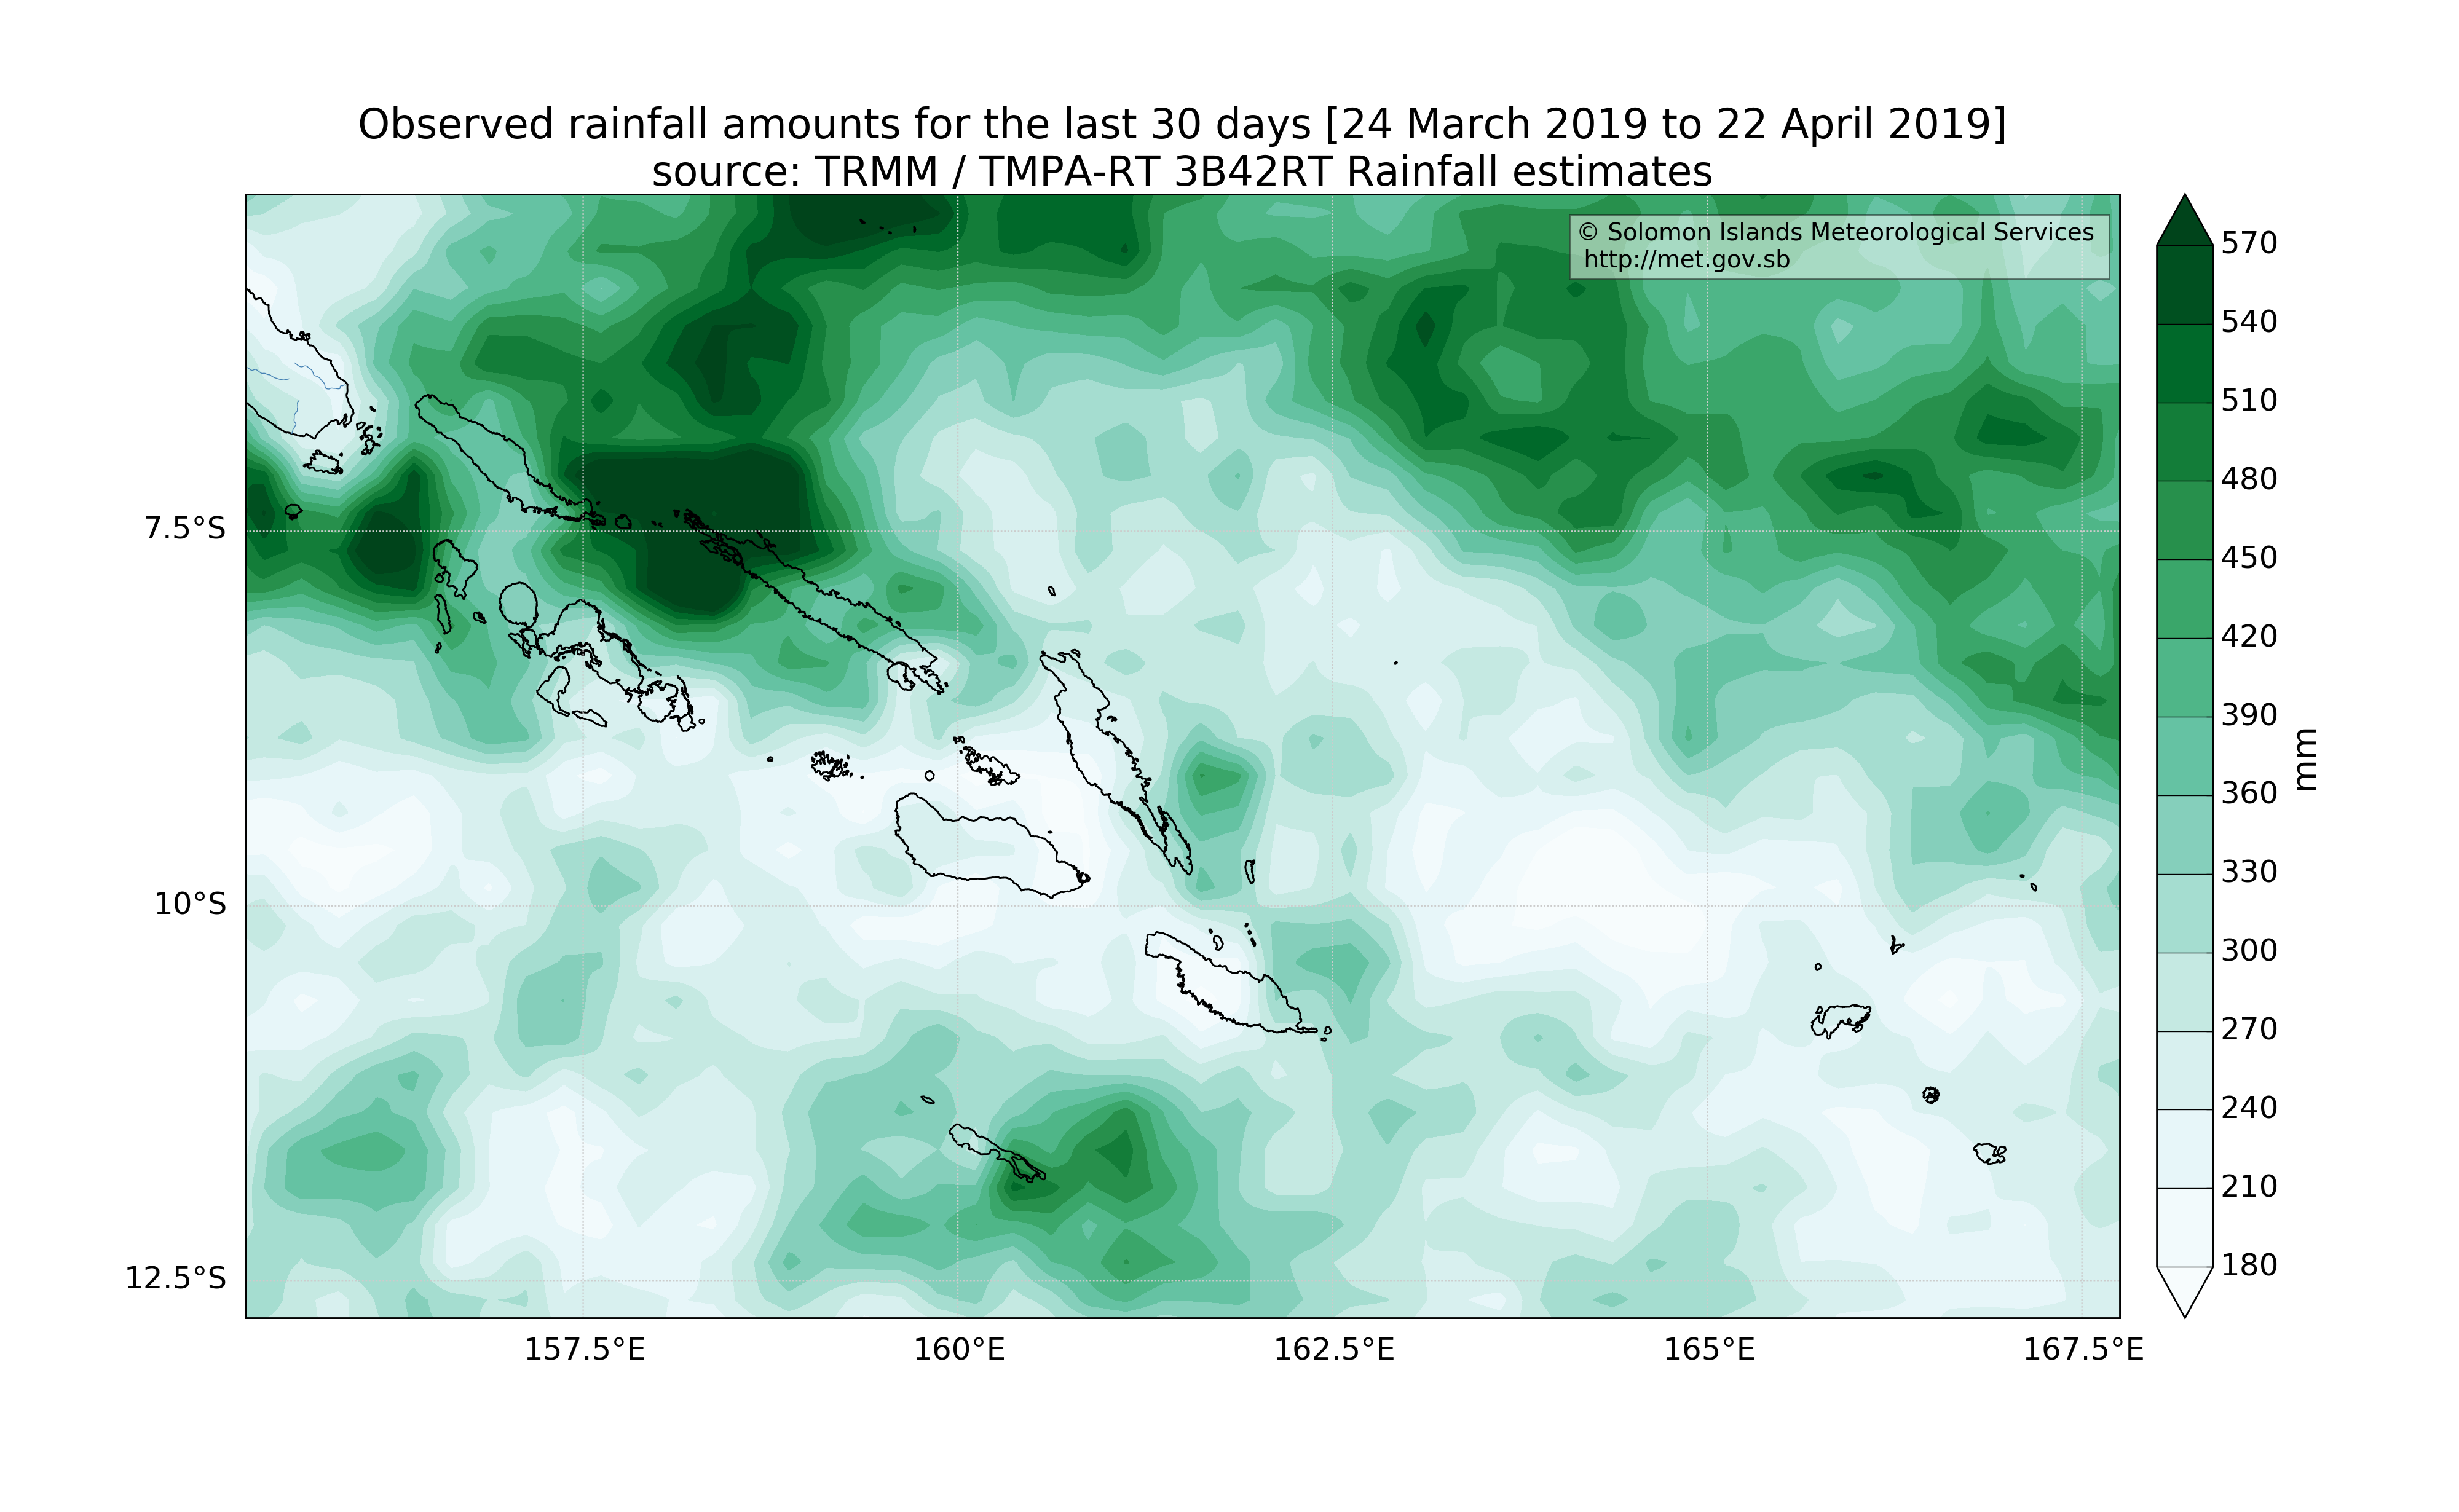 Observed rainfall amounts for the last 30 days [24 March 2019 to 22 April 2019]
source: TRMM / TMPA-RT 3B42RT Rainfall estimates
© Solomon Islands Meteorological Services
http://met.gov.sb
570
540
510
480
450
420
390
360
330
300
270
240
210
180
mm
7.5°S
10°S
12.5°S
157.5°E
160°E
162.5°E
165°E
167.5°E